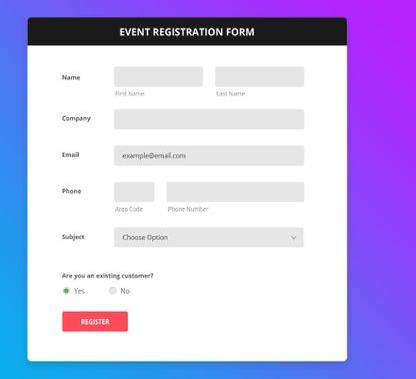 EVENT REGISTRATION FORM
Name
First Name Last Name
Company
Email example@email.com
Phone
Area Code Phone Number
Subject Choose Option
Are you an existing customer?
Yes No
REGISTER